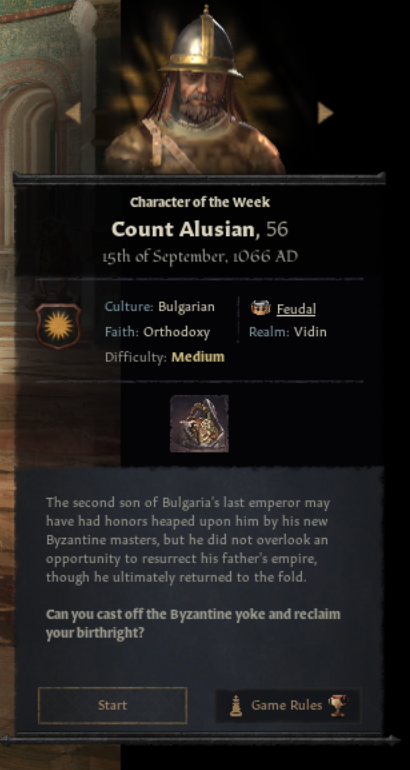 Character of the Week
Count Alusian, 56
15th of September, 1066 AD
Culture: Bulgarian
Feudal
Faith: Orthodoxy
Realm: Vidin
Difficulty: Medium
The second son of Bulgaria's last emperor may
have had honors heaped upon him by his new
Byzantine masters, but he did not overlook an
opportunity to resurrect his father's empire,
though he ultimately returned to the fold.
Can you cast off the Byzantine yoke and reclaim
your birthright?
Start
Game Rules